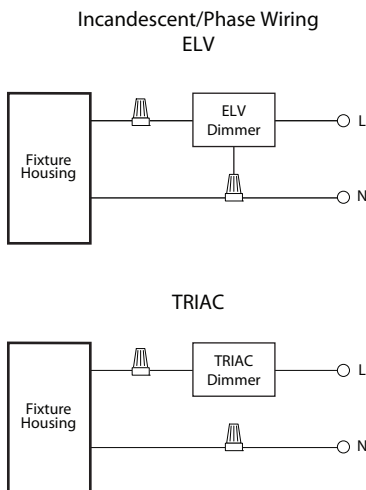 Incandescent/Phase Wiring
ELV
ELV
Dimmer
L
Fixture
Housing
N
TRIAC
TRIAC
Dimmer
L
Fixture
Housing
N